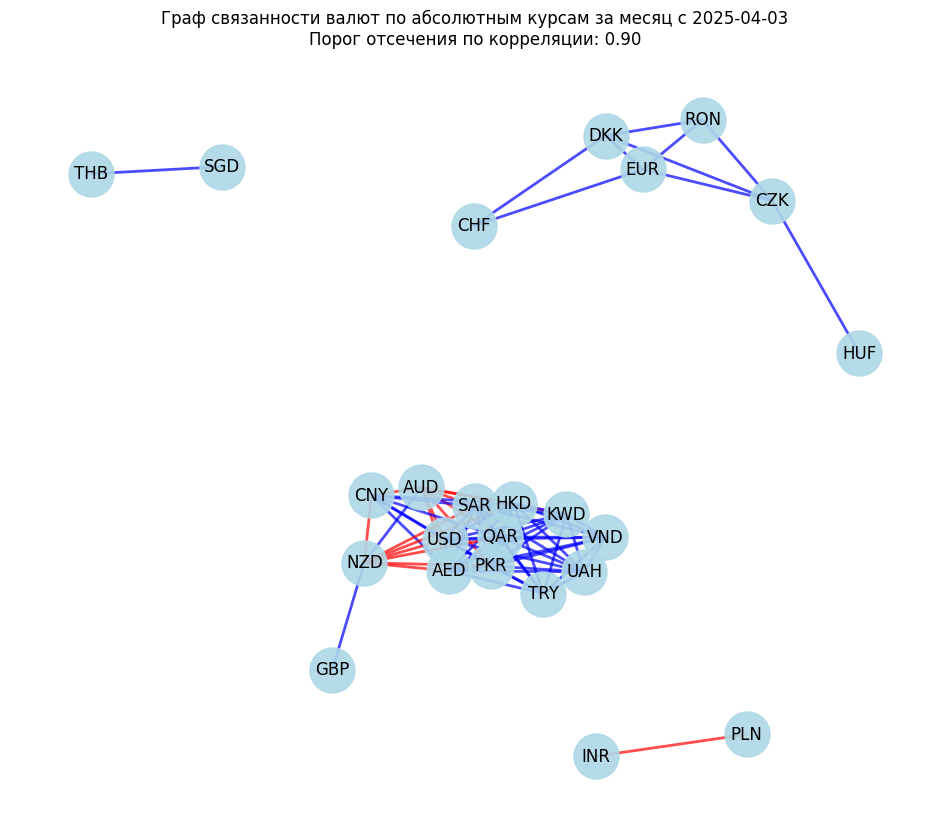 Граф связанности валют по абсолютным курсам за месяц с 2025-04-03
Порог отсечения по корреляции: 0.90
RON
DKK
THB
SGD
EUR
CZK
CHF
HUF
CNY
AUD
SAR
HKD
KWD
USD
QAR
VND
NZD
AED
PKR
UAH
TRY
GBP
PLN
INR